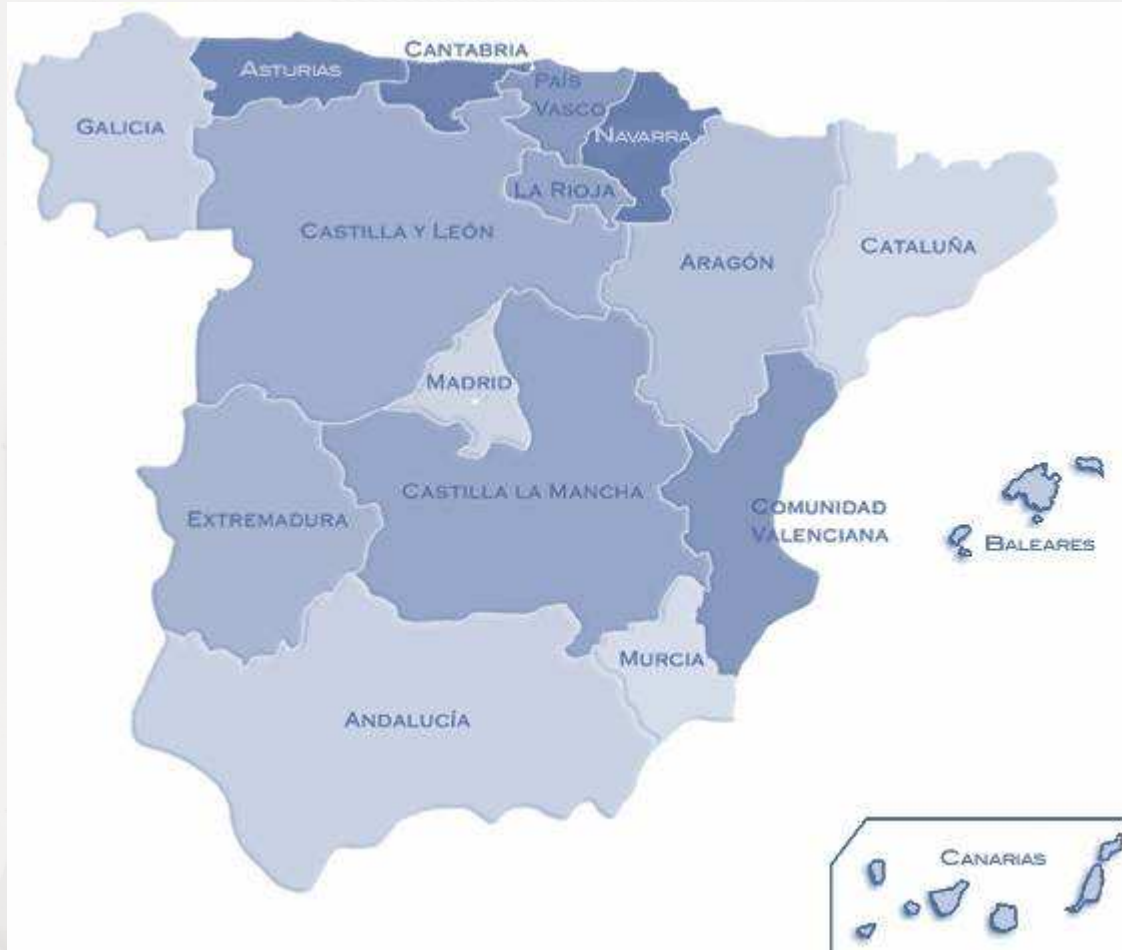 CANTABRIA
ASTURIAS
PAÍS
VASCO
GALICIA
NAVARRA
LA RIOJA
CASTILLA Y LEÓN
ARAGÓN
CATALUÑA
MADRID
CASTILLA LA MANCHA
EXTREMADURA
COMUNIDAD
VALENCIANA
BALEARES
MURCIA
ANDALUCÍA
CANARIAS